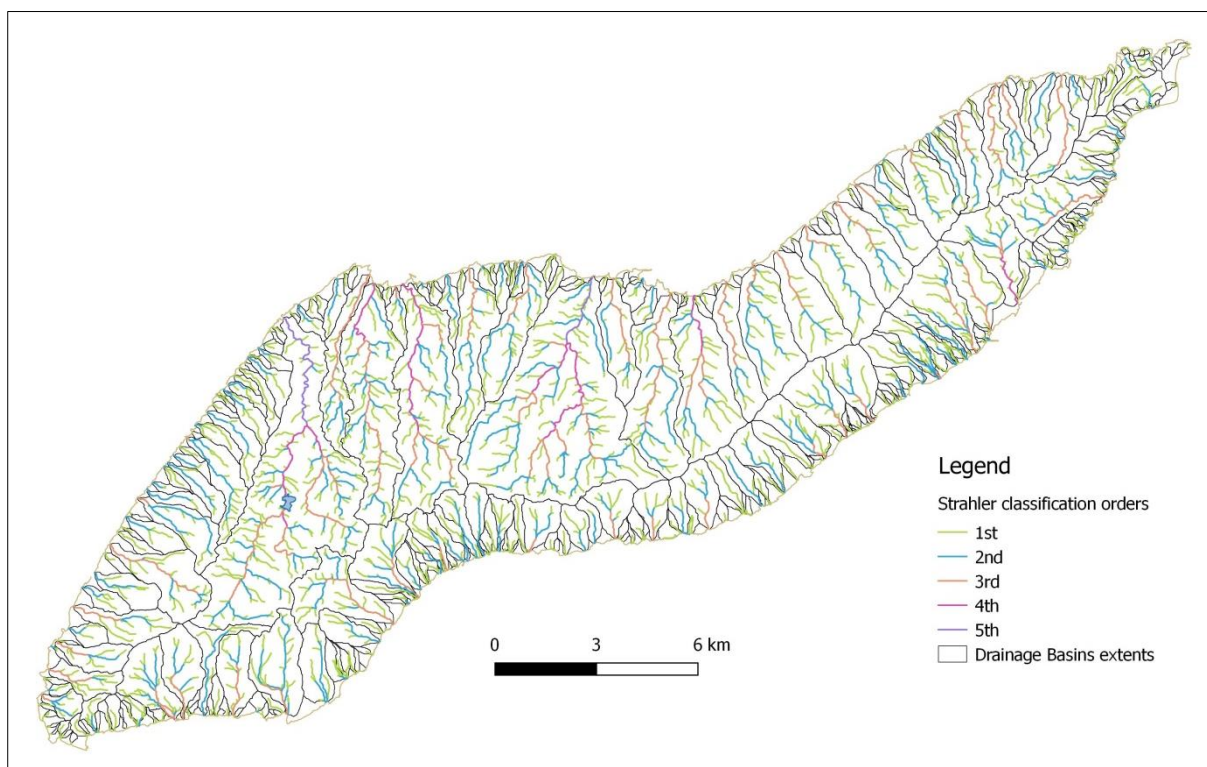 Legend
Strahler classification orders
1st
2nd
3rd
4th
5th
Drainage Basins extents
0 3 6 km